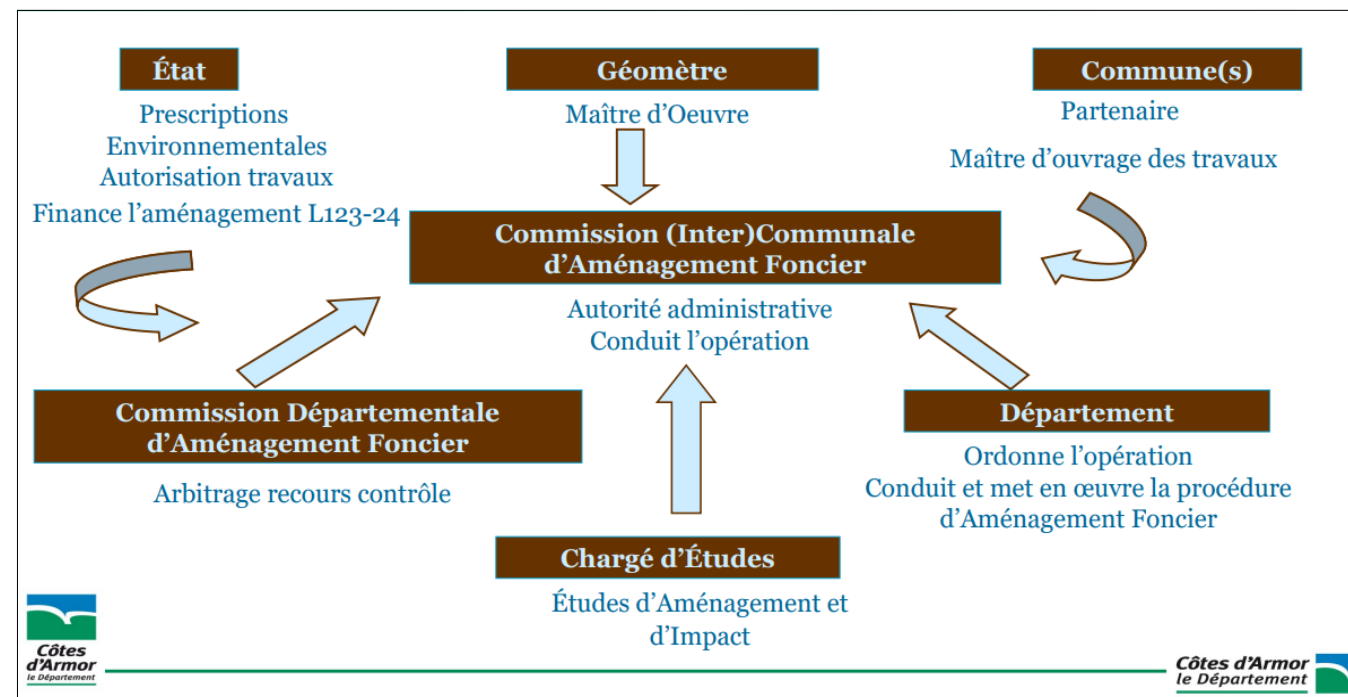 État
Prescriptions
Environnementales
Autorisation travaux
Finance l'aménagement L123-24
Géomètre
Maître d'Oeuvre
Commune(s)
Partenaire
Maître d'ouvrage des travaux
Commission (Inter)Communale
d'Aménagement Foncier
Autorité administrative
Conduit l'opération
Commission Départementale
d'Aménagement Foncier
Arbitrage recours contrôle
Département
Ordonne l'opération
Conduit et met en œuvre la procédure
d'Aménagement Foncier
Chargé d'Études
Études d'Aménagement et
d'Impact
Côtes
d'Armor
le Département
Côtes d'Armor
le Département